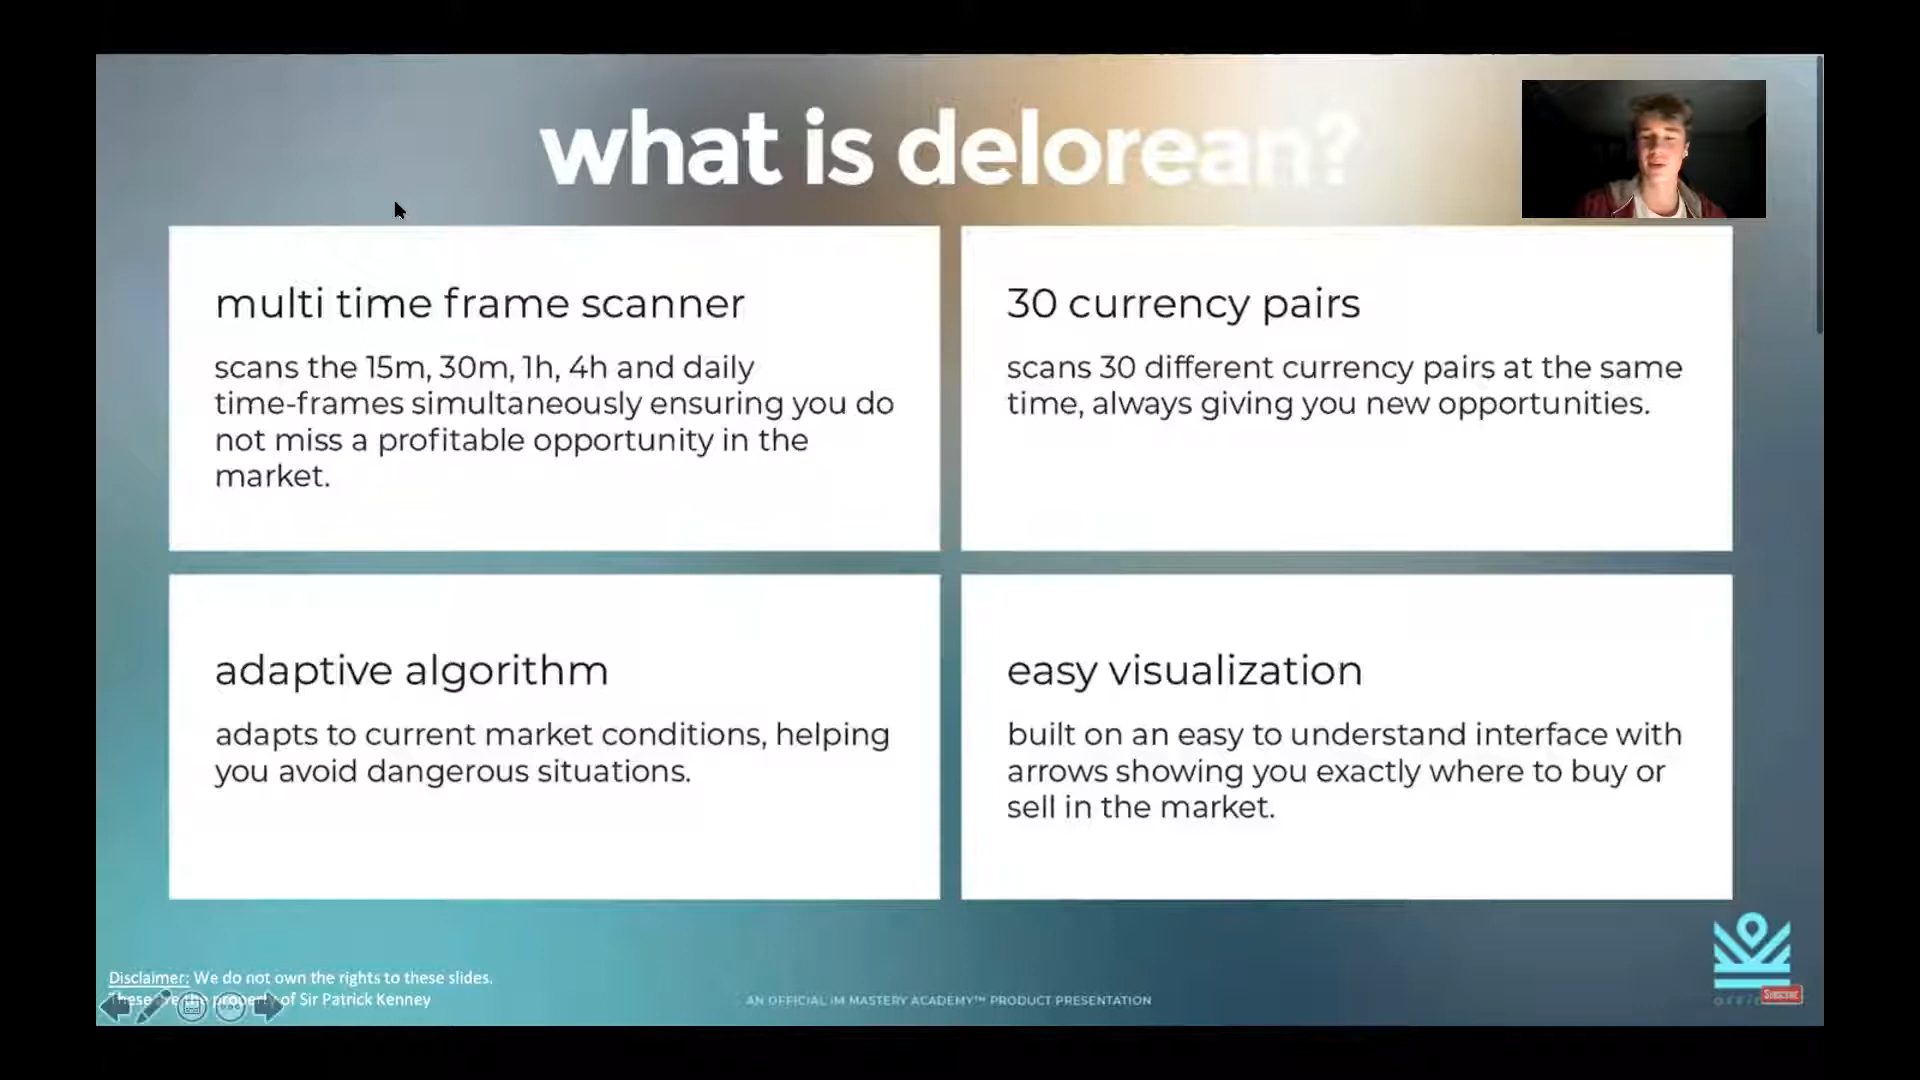 what is delorean?
multi time frame scanner
scans the 15m, 30m, 1h, 4h and daily
time-frames simultaneously ensuring you do
not miss a profitable opportunity in the
market.
30 currency pairs
scans 30 different currency pairs at the same
time, always giving you new opportunities.
adaptive algorithm
adapts to current market conditions, helping
you avoid dangerous situations.
easy visualization
built on an easy to understand interface with
arrows showing you exactly where to buy or
sell in the market.
Disclaimer: We do not own the rights to these slides.
These are the property of Sir Patrick Kenney
AN OFFICIAL IM MASTERY ACADEMY™ PRODUCT PRESENTATION
SUBSCRIBE